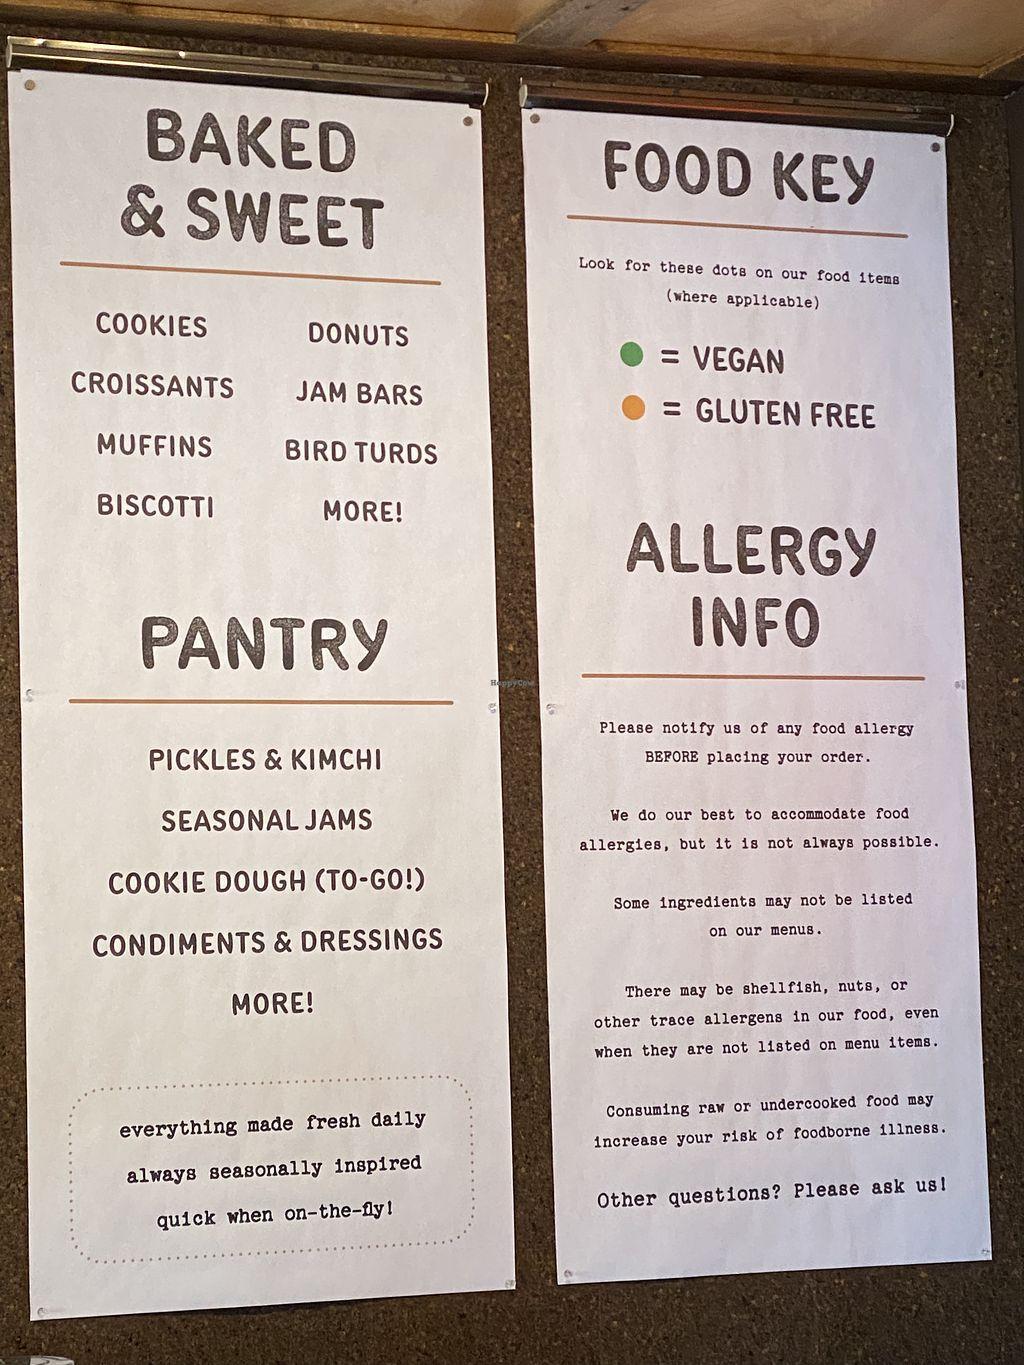 BAKED
& SWEET
COOKIES
CROISSANTS
MUFFINS
BISCOTTI
DONUTS
JAM BARS
BIRD TURDS
MORE!
PANTRY
PICKLES & KIMCHI
SEASONAL JAMS
COOKIE DOUGH (TO-GO!)
CONDIMENTS & DRESSINGS
MORE!
everything made fresh daily
always seasonally inspired
quick when on-the-fly!
FOOD KEY
Look for these dots on our food items
(where applicable)
= VEGAN
= GLUTEN FREE
ALLERGY
INFO
Please notify us of any food allergy
BEFORE placing your order.
We do our best to accommodate food
allergies, but it is not always possible.
Some ingredients may not be listed
on our menus.
There may be shellfish, nuts, or
other trace allergens in our food, even
when they are not listed on menu items.
Consuming raw or undercooked food may
increase your risk of foodborne illness.
Other questions? Please ask us!
HappyCow